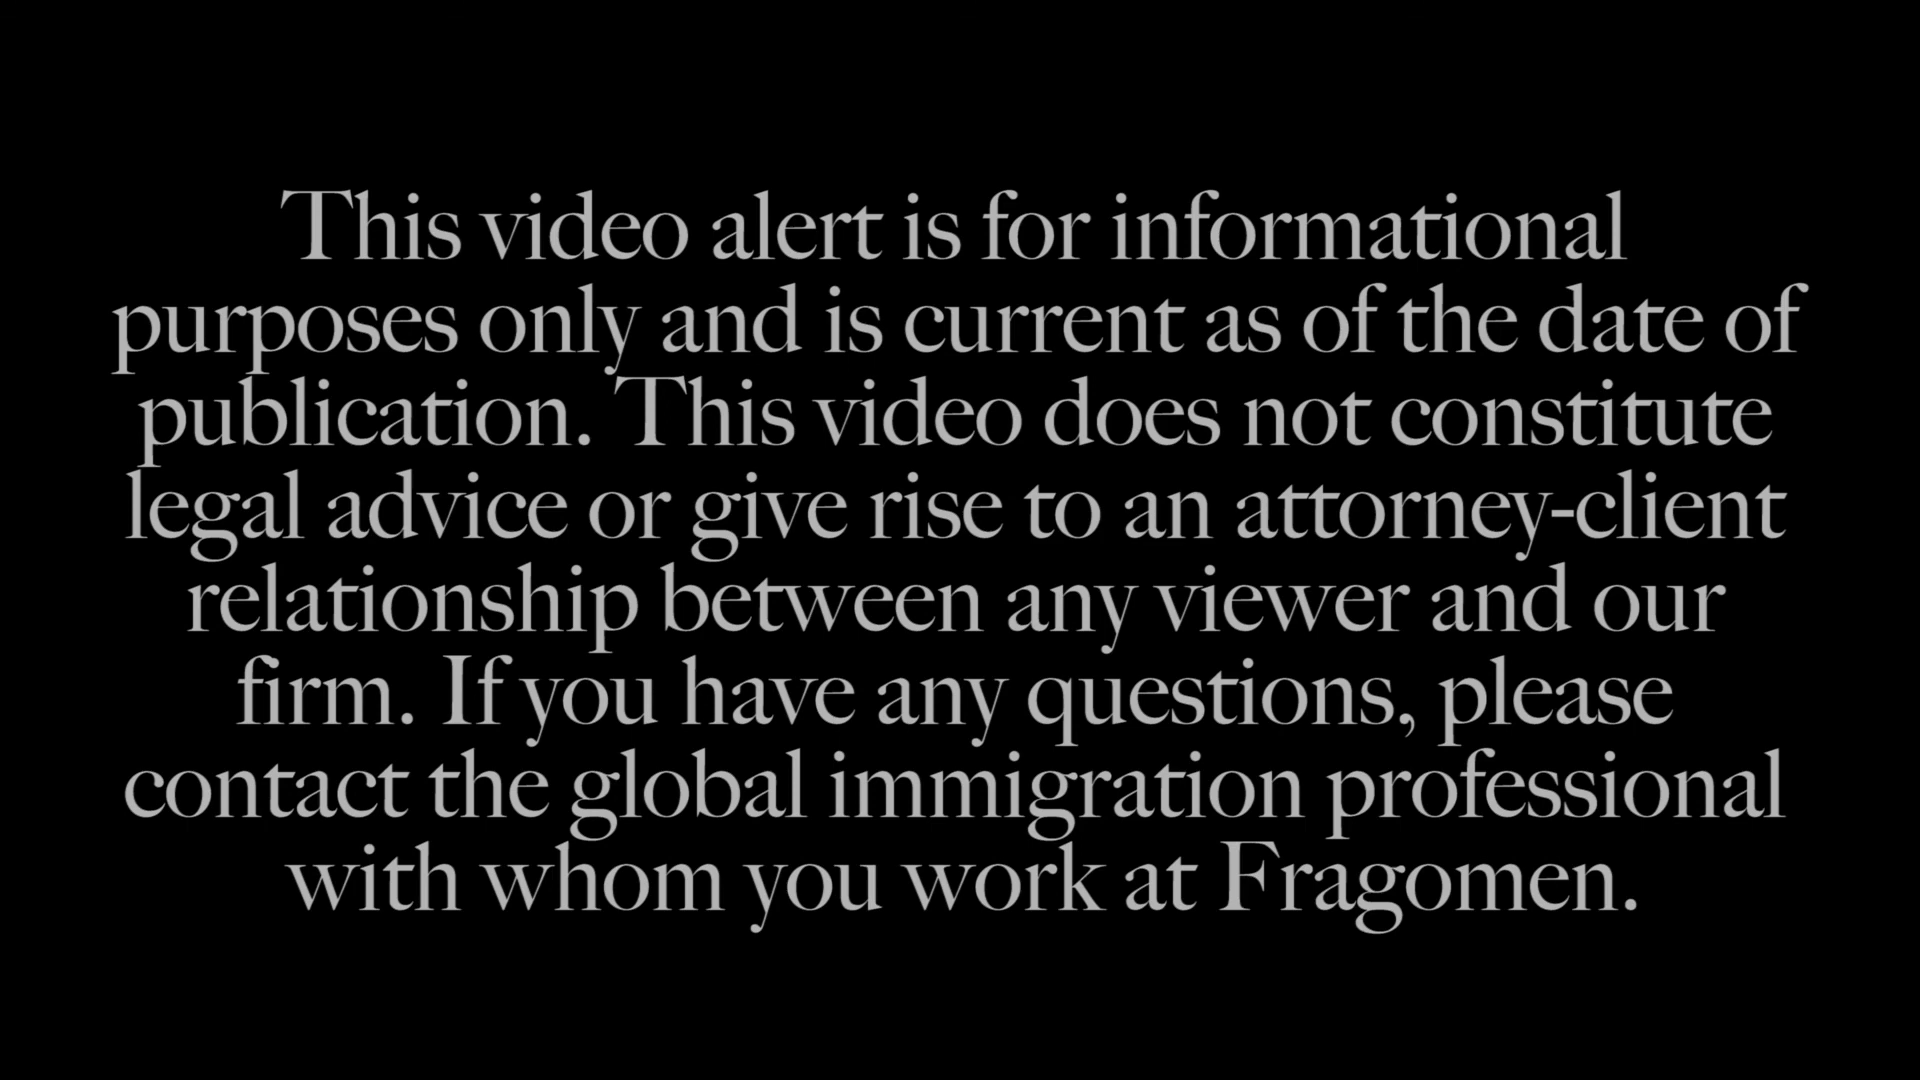 This video alert is for informational
purposes only and is current as of the date of
publication. This video does not constitute
legal advice or give rise to an attorney-client
relationship between any viewer and our
firm. If you have any questions, please
contact the global immigration professional
with whom you work at Fragomen.